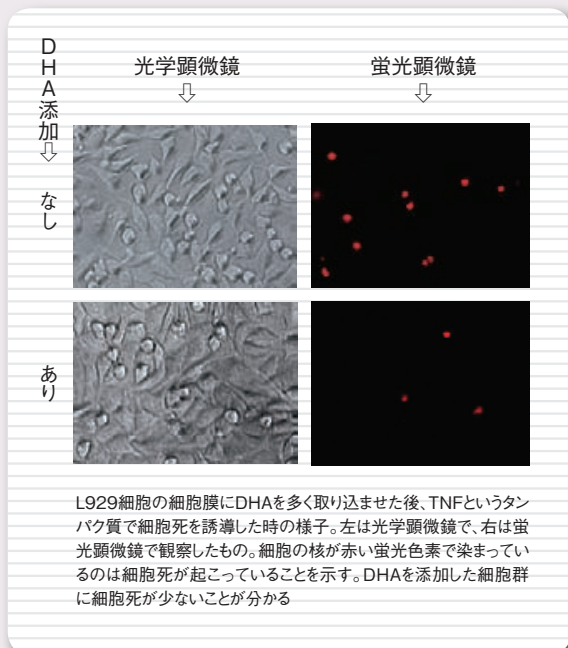 DHA添加⇩
光学顕微鏡
⇩
蛍光顕微鏡
⇩
なし
あり
L929細胞の細胞膜にDHAを多く取り込ませた後、TNFというタン
パク質で細胞死を誘導した時の様子。左は光学顕微鏡で、右は蛍
光顕微鏡で観察したもの。細胞の核が赤い蛍光色素で染まってい
るのは細胞死が起こっていることを示す。DHAを添加した細胞群
に細胞死が少ないことが分かる